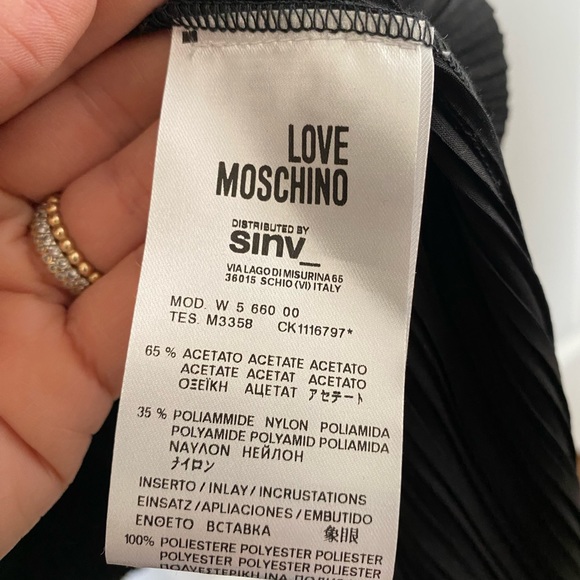 LOVE
MOSCHINO
DISTRIBUTED BY
sinv_
VIA LAGO DI MISURINA 65
36015 SCHIO (VI) ITALY
MOD. W 5 660 00
TES. M3358 CK1116797*
65 % ACETATO ACETATE ACETATO
ACETATE ACETAT ACETATO
ΟΞΕΪΚΗ АЦЕТАТ アセテート
35 % POLIAMMIDE NYLON POLIAMIDA
POLYAMIDE POLYAMID POLIAMIDA
ΝΑΥΛΟΝ НЕЙЛОН
ナイロン
INSERTO / INLAY / INCRUSTATIONS
EINSATZ / APLICACIONES / EMBUTIDO
ΕΝΘΕΤΟ ВСТАВКА 象眼
100% POLIESTERE POLYESTER POLIESTER
POLYESTER POLYESTER POLIESTER